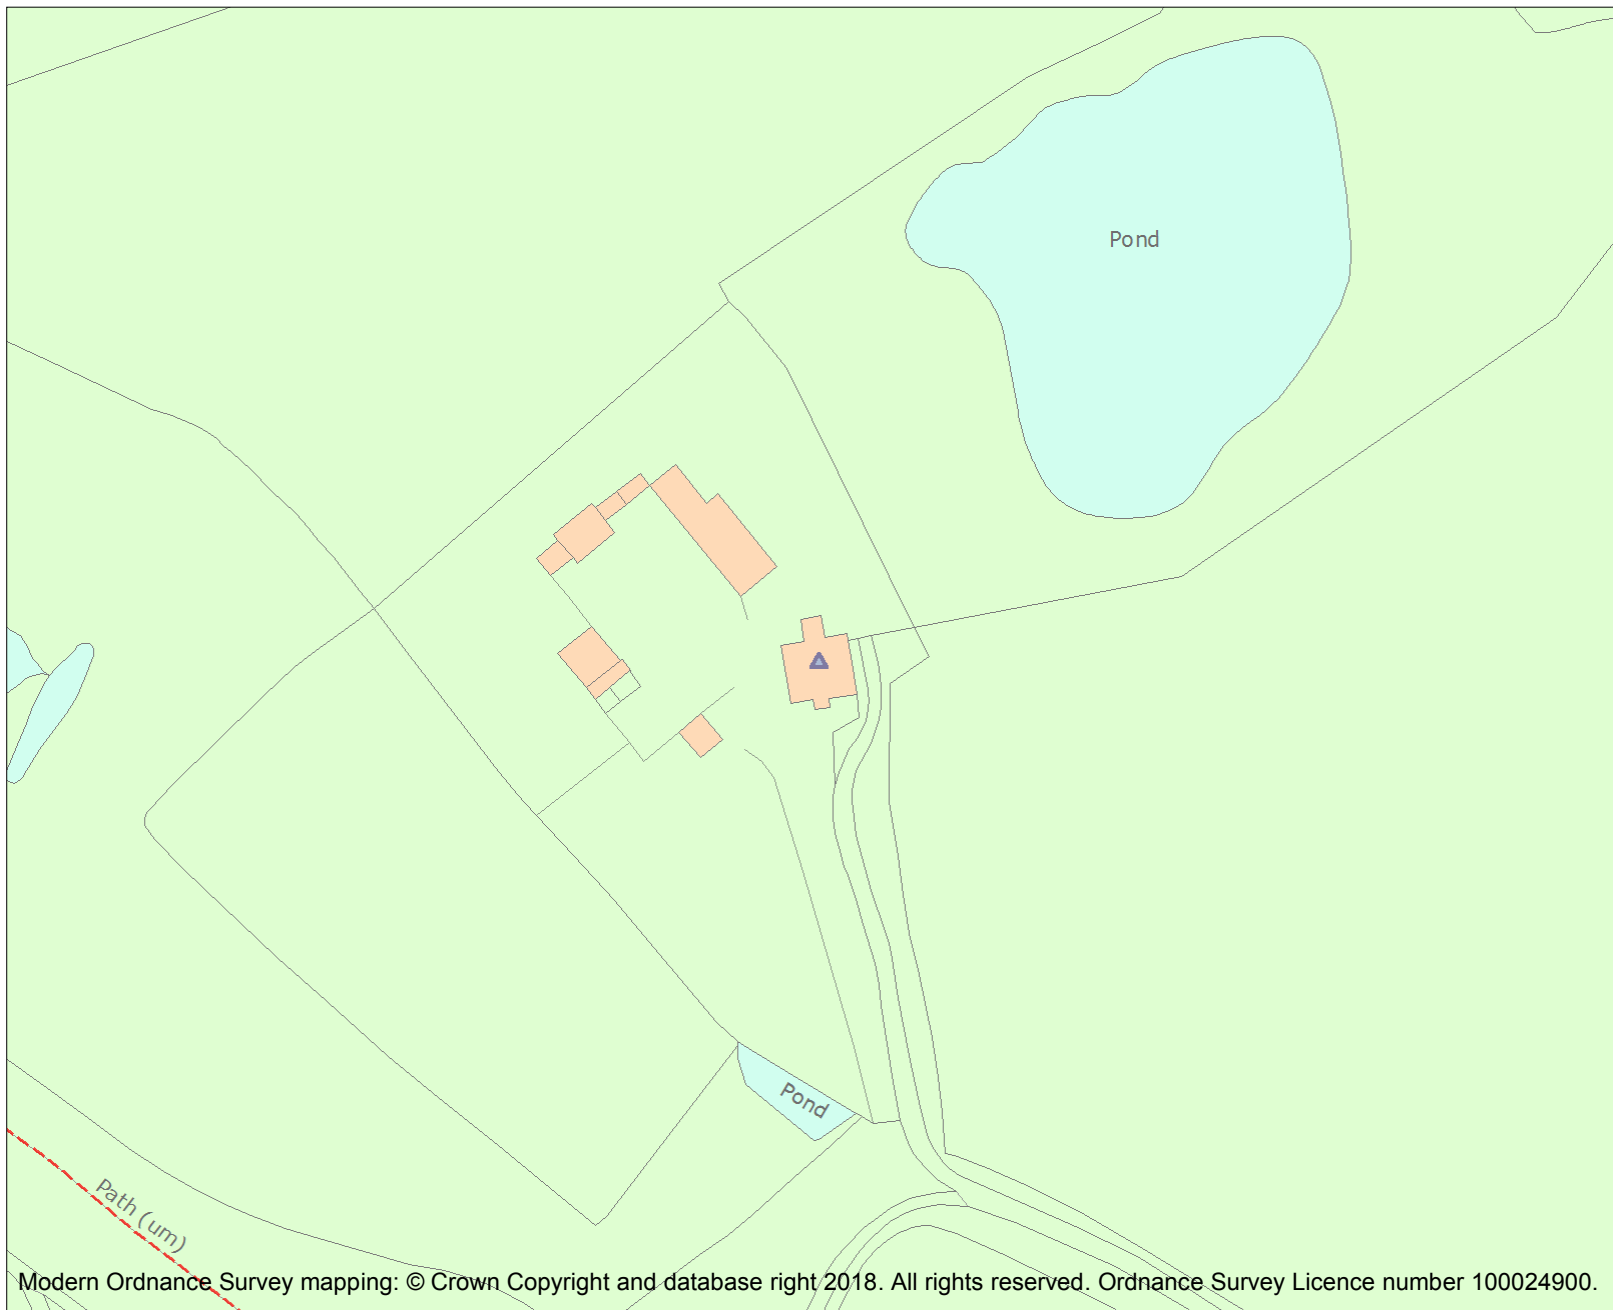 Pond
Pond
Path (um)
Modern Ordnance Survey mapping: © Crown Copyright and database right 2018. All rights reserved. Ordnance Survey Licence number 100024900.